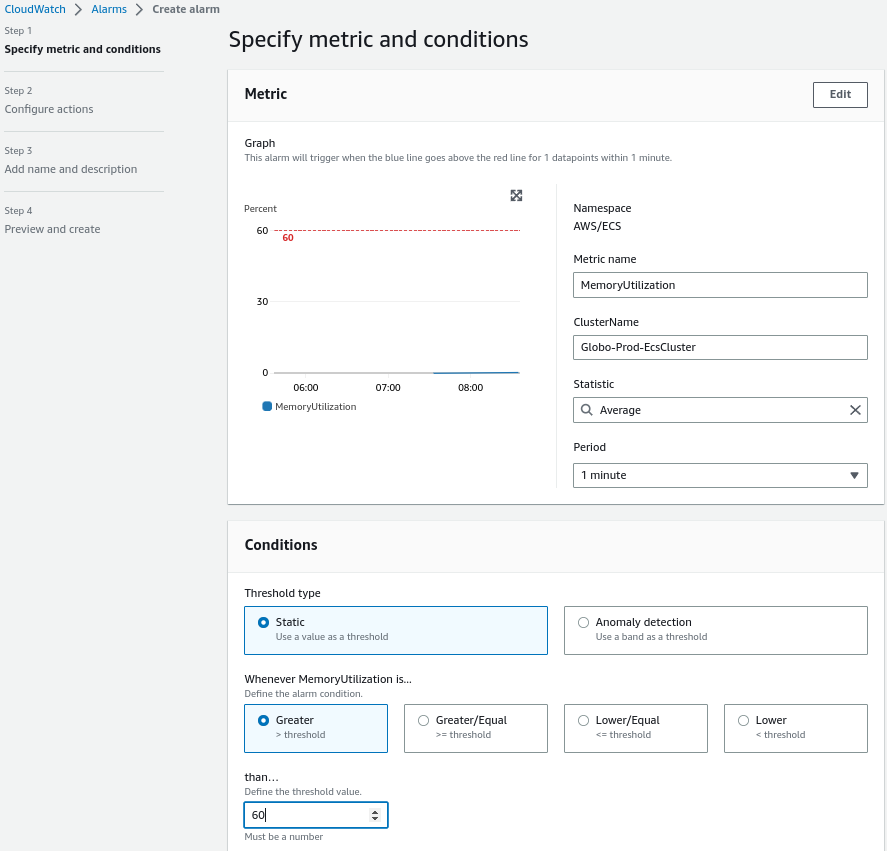 CloudWatch > Alarms > Create alarm
Step 1
Specify metric and conditions
Step 2
Configure actions
Step 3
Add name and description
Step 4
Preview and create
Specify metric and conditions
Metric
Edit
Graph
This alarm will trigger when the blue line goes above the red line for 1 datapoints within 1 minute.
Percent
60
60
30
0
06:00 07:00 08:00
MemoryUtilization
Namespace
AWS/ECS
Metric name
MemoryUtilization
ClusterName
Globo-Prod-EcsCluster
Statistic
Average
Period
1 minute
Conditions
Threshold type
Static
Use a value as a threshold
Anomaly detection
Use a band as a threshold
Whenever MemoryUtilization is...
Define the alarm condition.
Greater
> threshold
Greater/Equal
>= threshold
Lower/Equal
<= threshold
Lower
< threshold
than...
Define the threshold value.
60
Must be a number